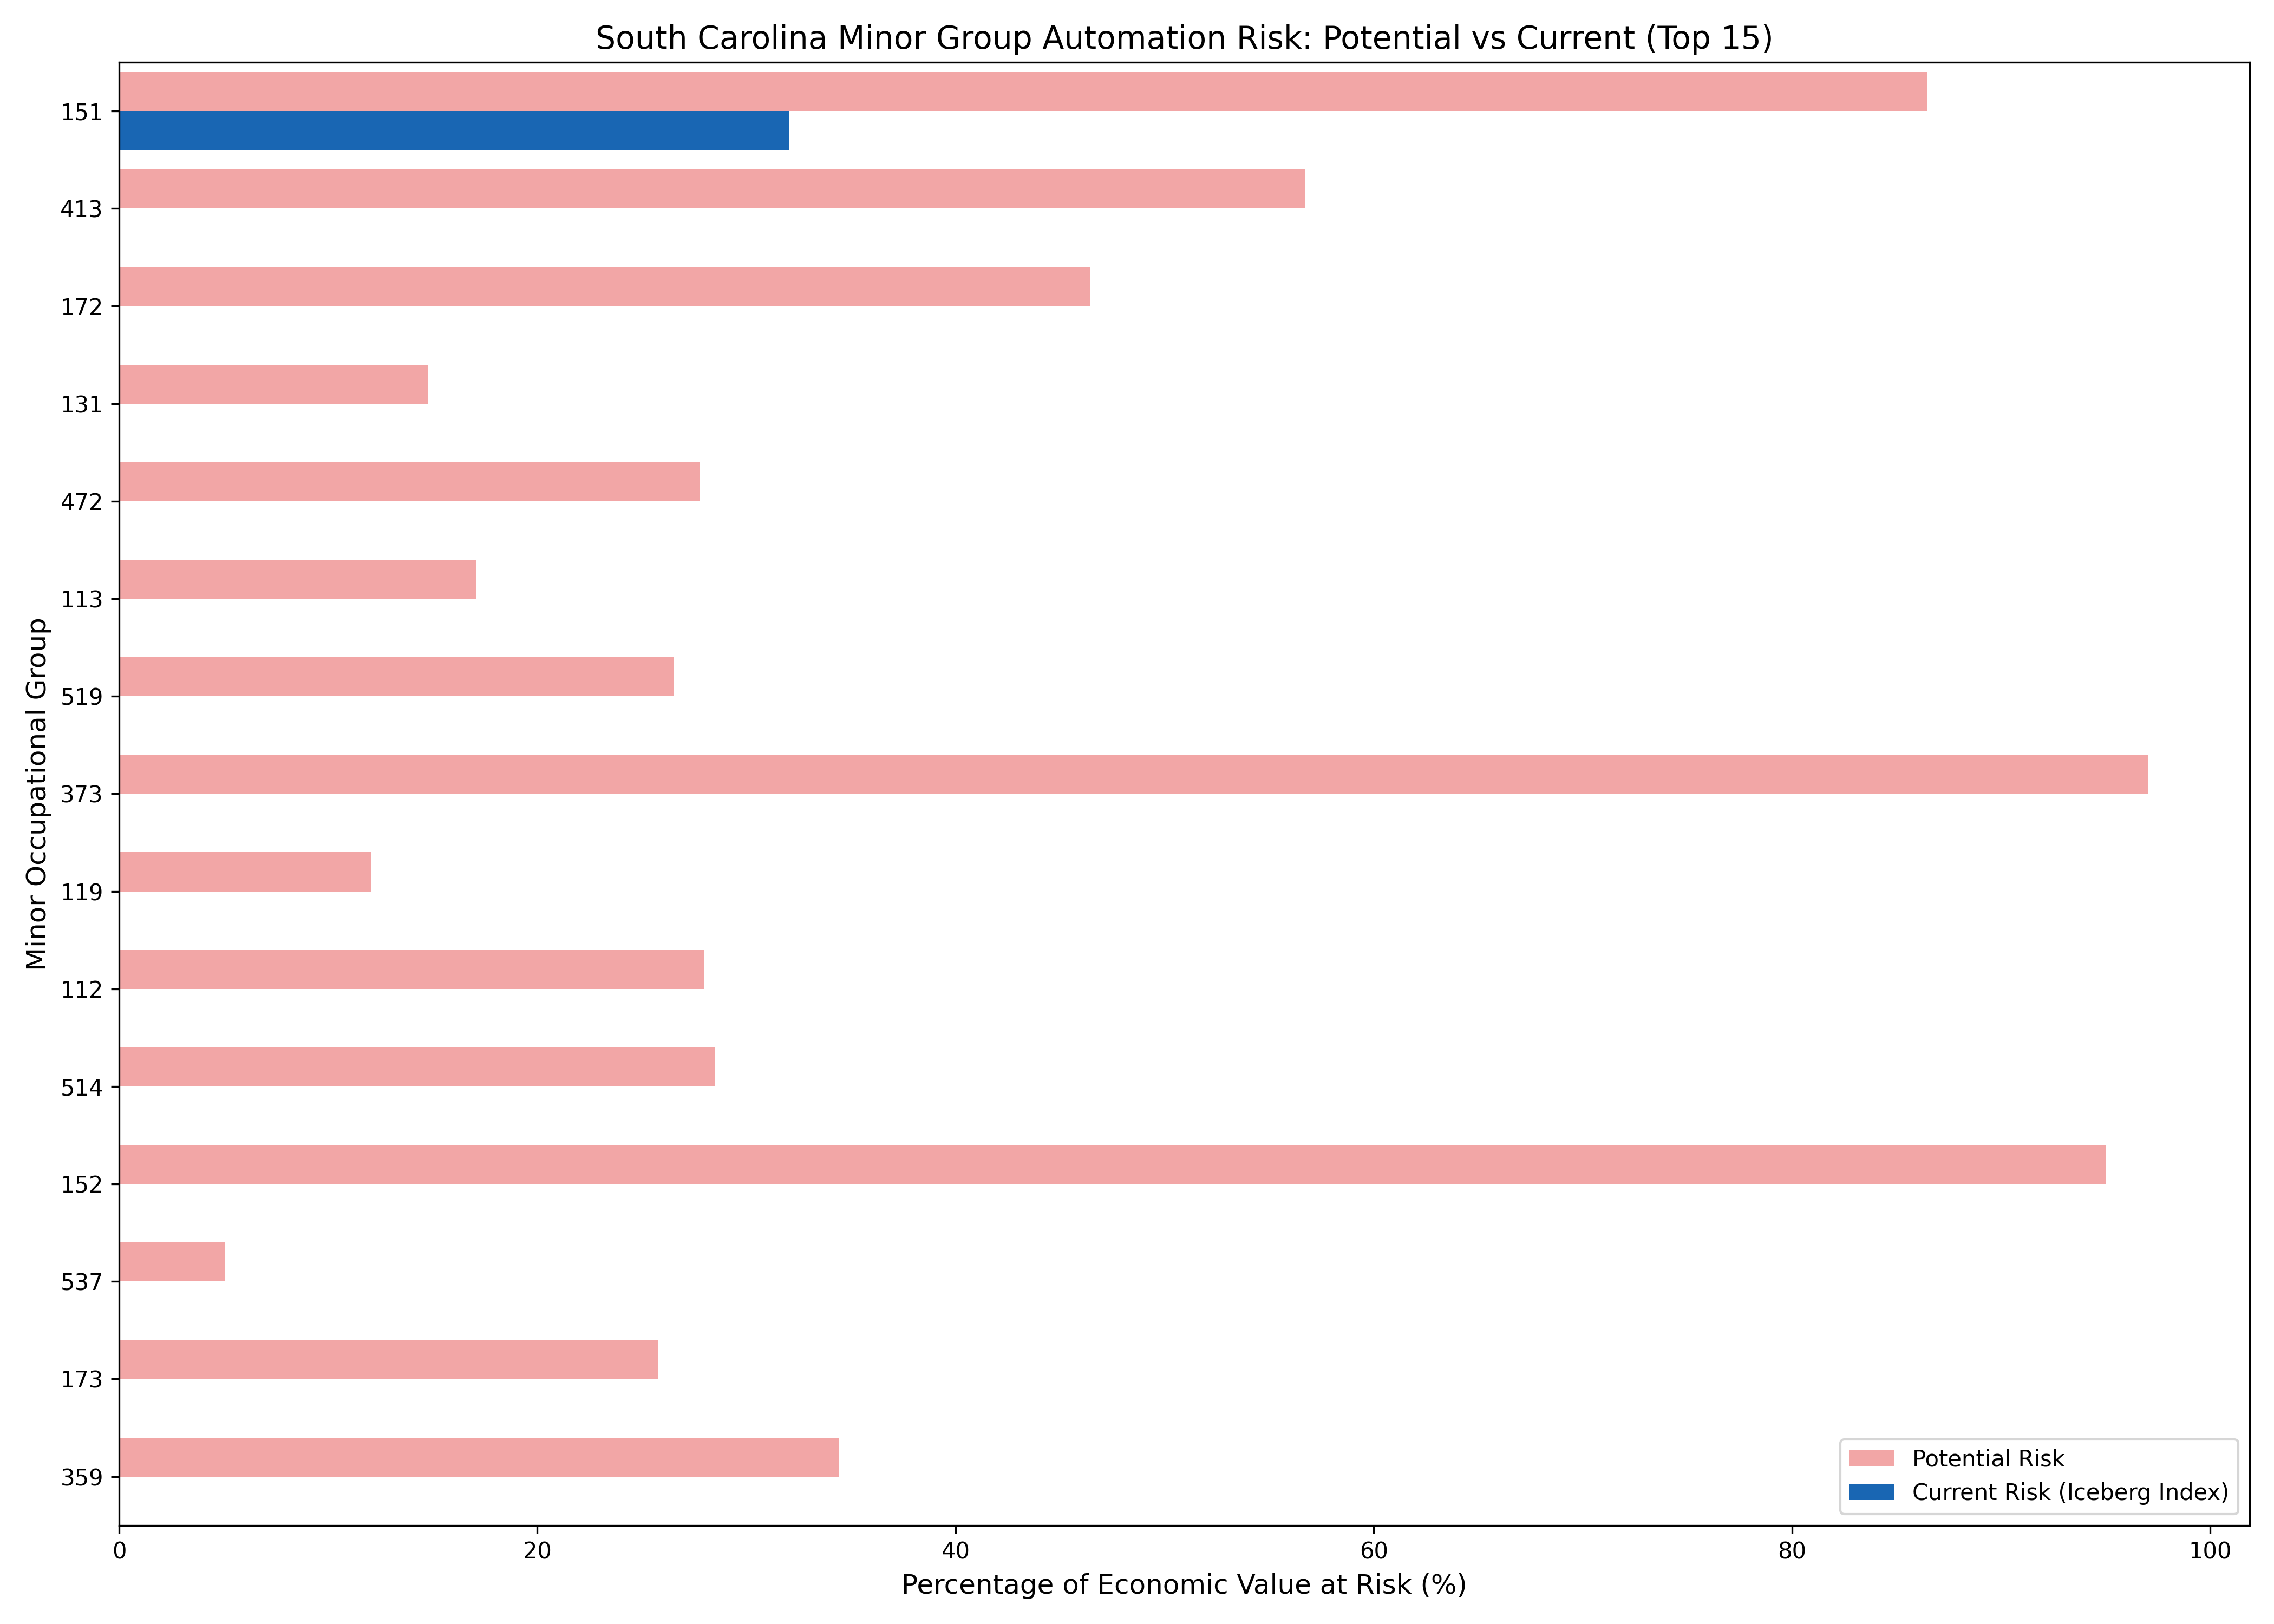 South Carolina Minor Group Automation Risk: Potential vs Current (Top 15)
Minor Occupational Group
151
413
172
131
472
113
519
373
119
112
514
152
537
173
359
Potential Risk
Current Risk (Iceberg Index)
0 20 40 60 80 100
Percentage of Economic Value at Risk (%)